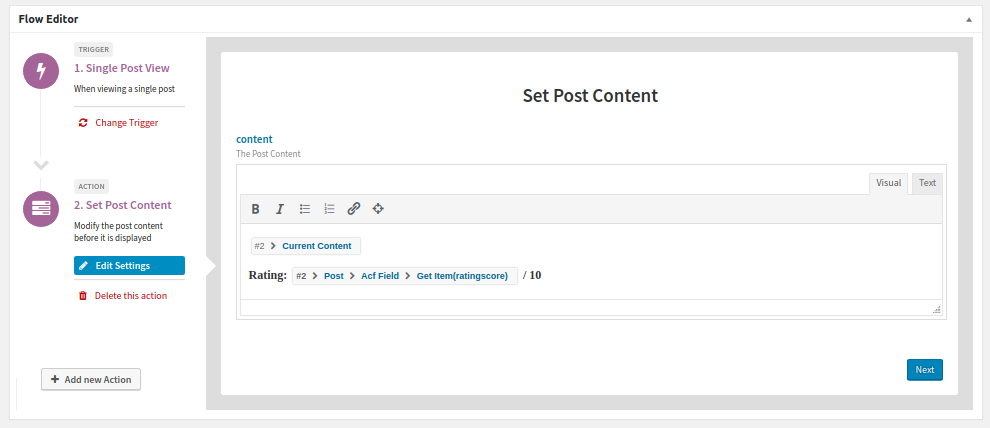 Flow Editor
TRIGGER
1. Single Post View
When viewing a single post
Change Trigger
ACTION
2. Set Post Content
Modify the post content
before it is displayed
Edit Settings
Delete this action
Add new Action
Set Post Content
content
The Post Content
Visual Text
B I
#2 Current Content
Rating: #2 Post Acf Field Get Item(ratingscore) / 10
Next